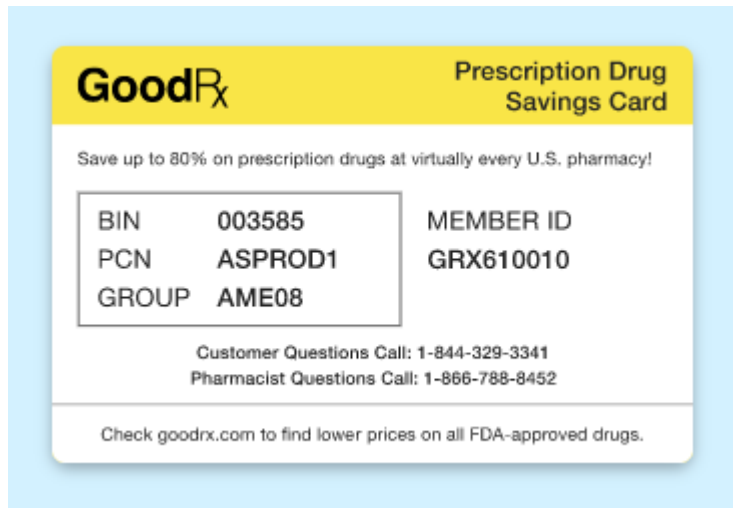 GoodRx
Prescription Drug
Savings Card
Save up to 80% on prescription drugs at virtually every U.S. pharmacy!
BIN 003585
PCN ASPROD1
GROUP AME08
MEMBER ID
GRX610010
Customer Questions Call: 1-844-329-3341
Pharmacist Questions Call: 1-866-788-8452
Check goodrx.com to find lower prices on all FDA-approved drugs.